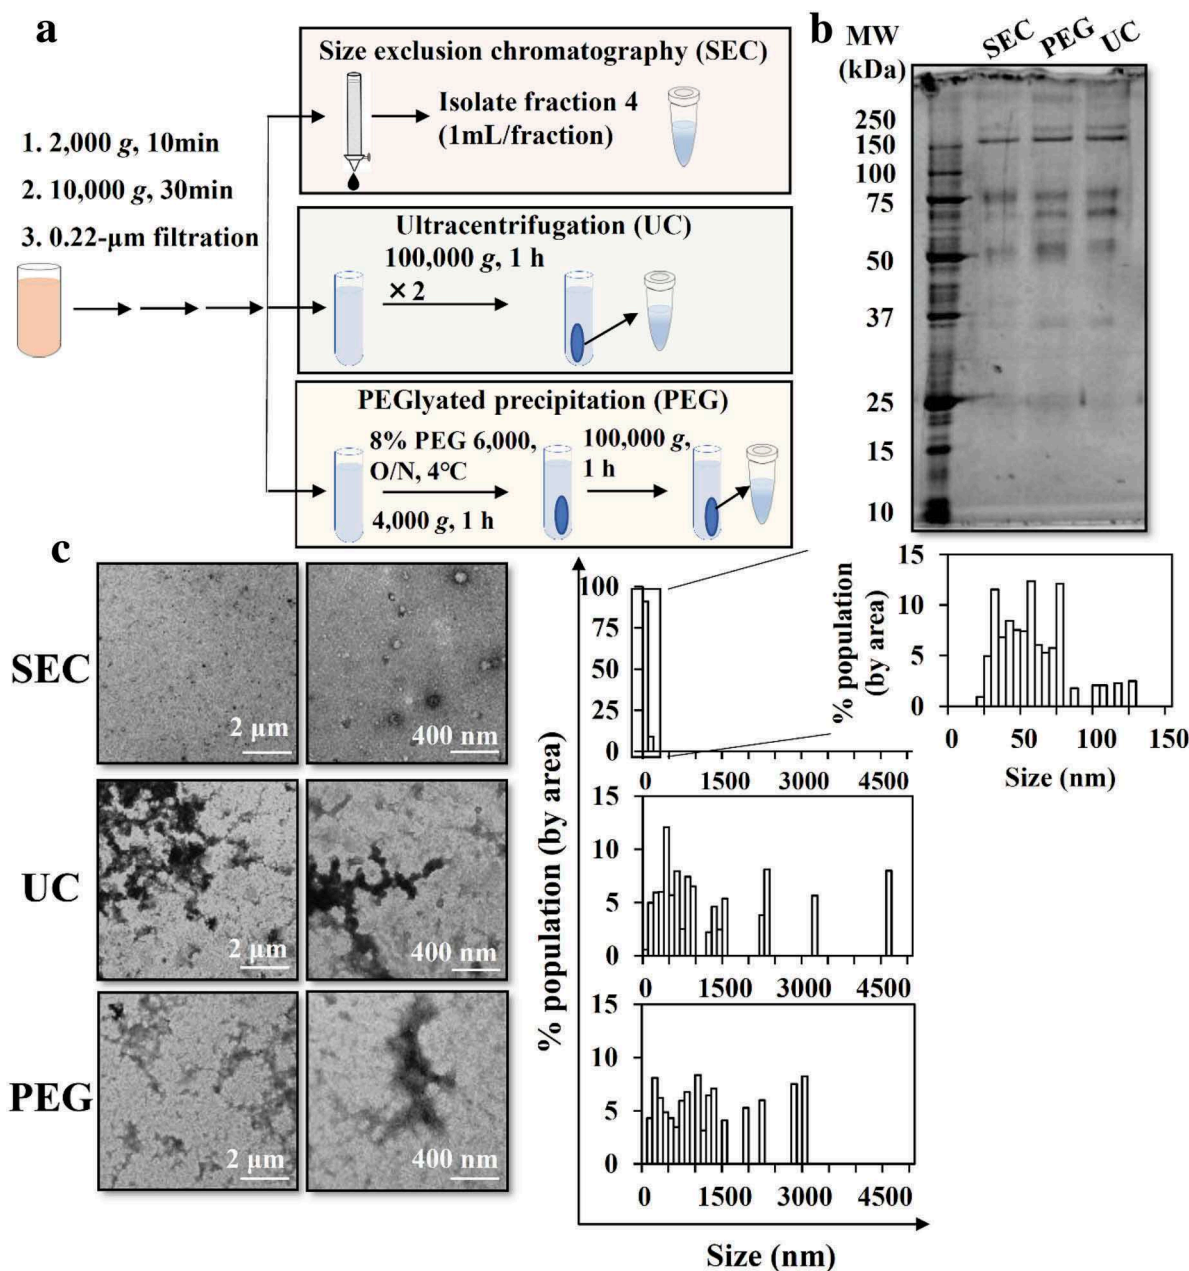 a
Size exclusion chromatography (SEC)
Isolate fraction 4
(1mL/fraction)
1. 2,000 g, 10min
2. 10,000 g, 30min
3. 0.22-μm filtration
Ultracentrifugation (UC)
100,000 g, 1 h
×2
PEGlyated precipitation (PEG)
8% PEG 6,000,
O/N, 4°C
4,000 g, 1 h
100,000 g,
1 h
b
MW
(kDa)
SEC
PEG
UC
250
150
100
75
50
37
25
15
10
c
SEC
2 μm
400 nm
UC
2 μm
400 nm
PEG
2 μm
400 nm
% population (by area)
100
75
50
25
0
0 1500 3000 4500
% population
(by area)
15
10
5
0
0 50 100 150
Size (nm)
15
10
5
0
0 1500 3000 4500
15
10
5
0
0 1500 3000 4500
Size (nm)